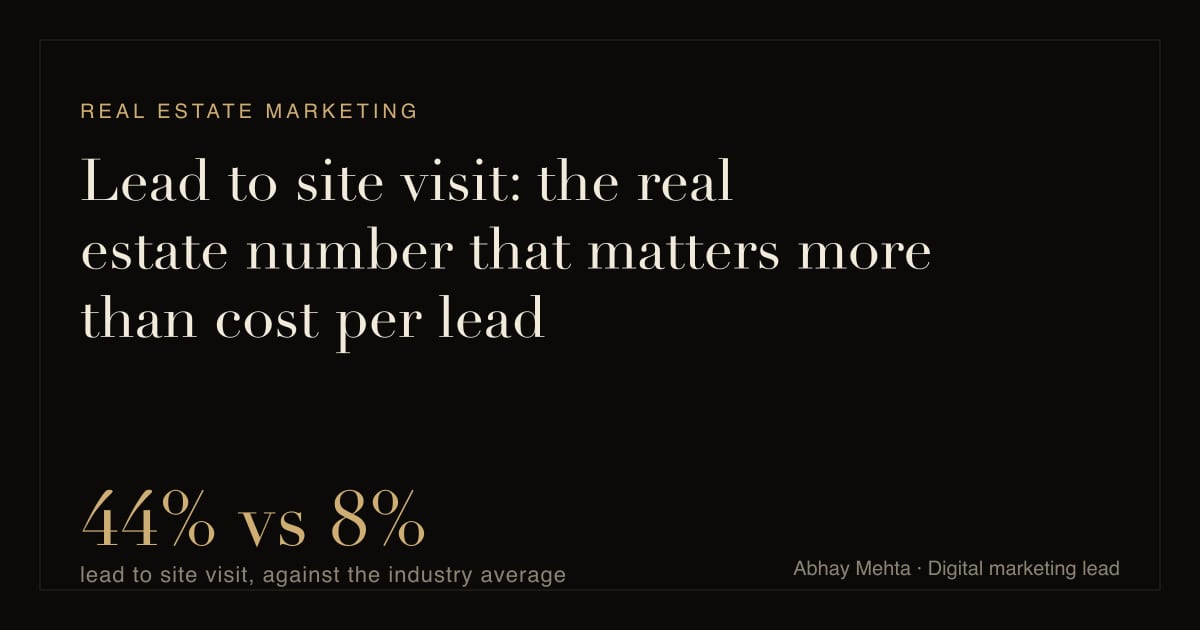 REAL ESTATE MARKETING
Lead to site visit: the real
estate number that matters more
than cost per lead
44% vs 8%
lead to site visit, against the industry average
Abhay Mehta · Digital marketing lead